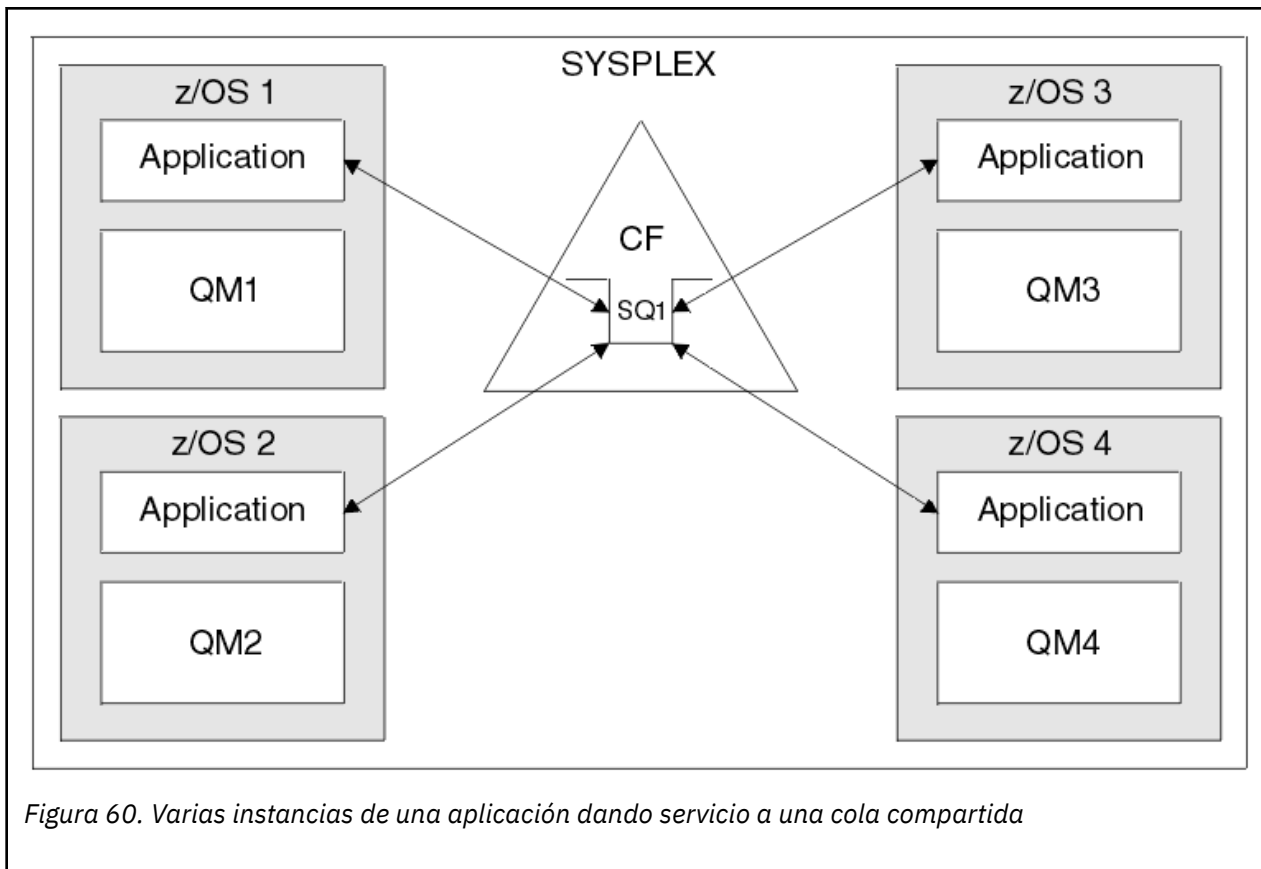 SYSPLEX
z/OS 1
Application
QM1
z/OS 2
Application
QM2
CF
SQ1
z/OS 3
Application
QM3
z/OS 4
Application
QM4
Figura 60. Varias instancias de una aplicación dando servicio a una cola compartida